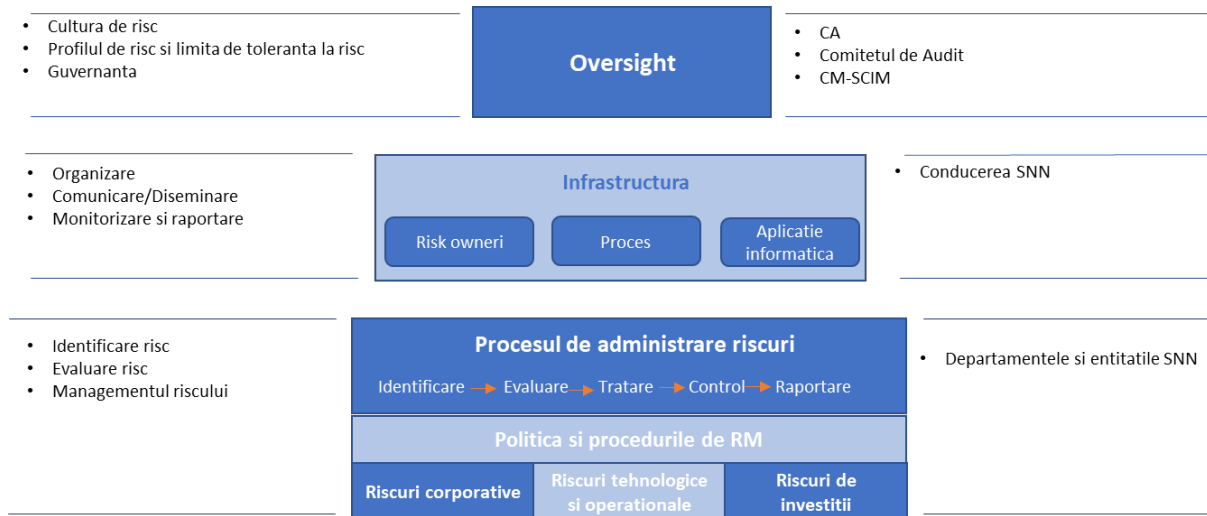 Cultura de risc
Profilul de risc si limita de toleranta la risc
Guvernanta
Oversight
CA
Comitetul de Audit
CM-SCIM
Organizare
Comunicare/Diseminare
Monitorizare si raportare
Infrastructura
Risk owneri
Proces
Aplicatie
informatica
Conducerea SNN
Identificare risc
Evaluare risc
Managementul riscului
Procesul de administrare riscuri
Identificare Evaluare Tratare Control Raportare
Departamentele si entitatile SNN
Politica si procedurile de RM
Riscuri corporative
Riscuri tehnologice
si operationale
Riscuri de
investitii